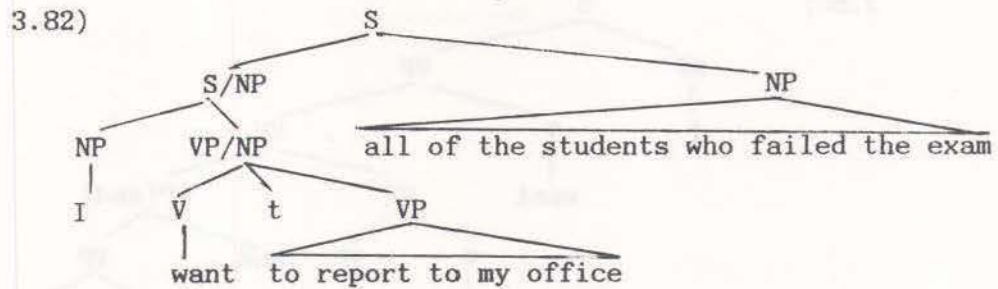 3.82)
S
S/NP NP
NP VP/NP all of the students who failed the exam
I V t VP
want to report to my office